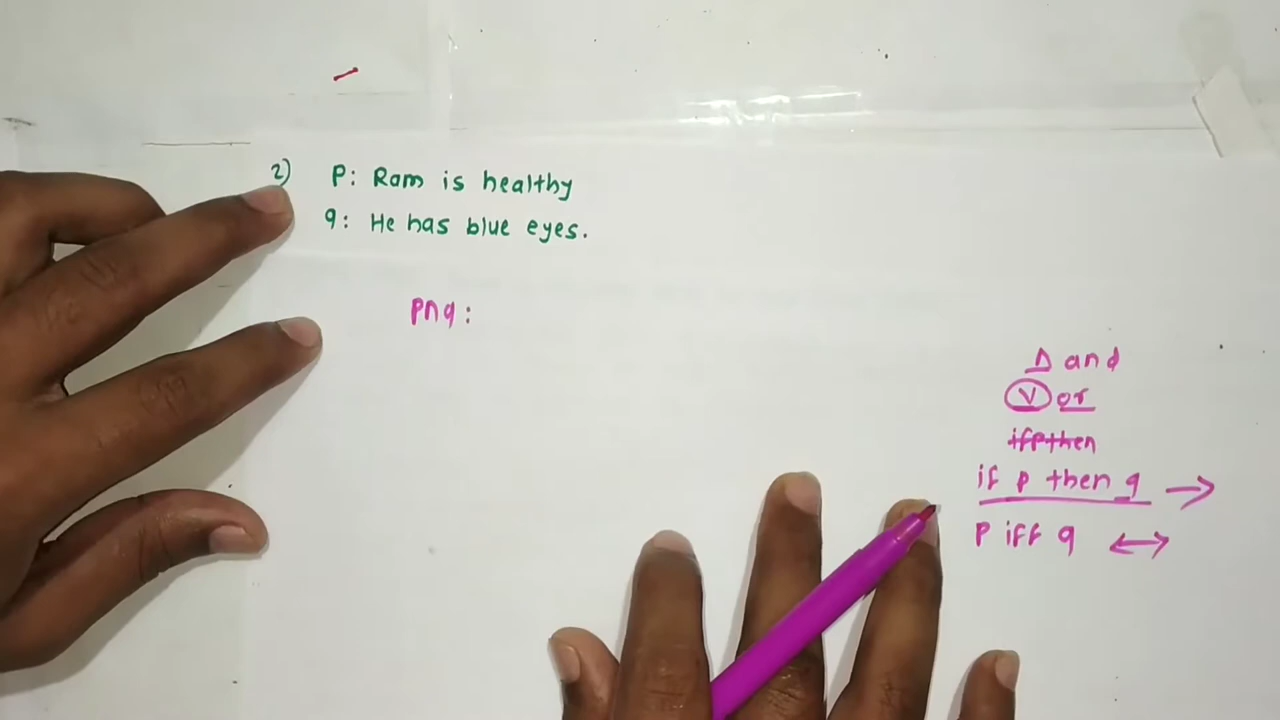 2) P: Ram is healthy
q: He has blue eyes.
p∧q:
∧ and
∨ or
if p then
if p then q →
P iff q ↔